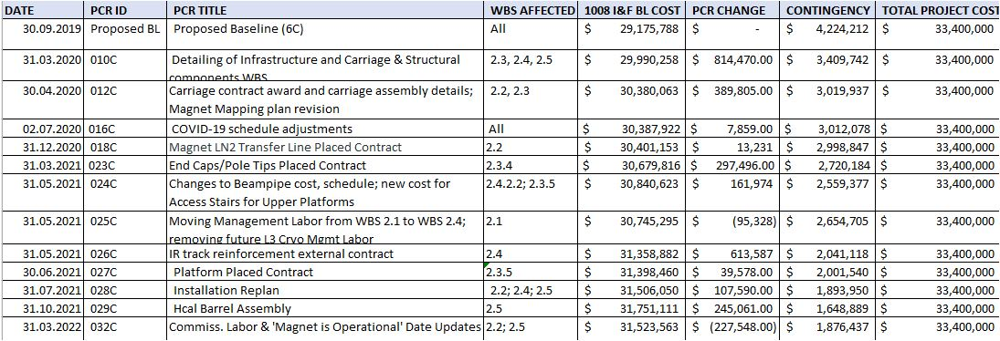 DATE PCR ID PCR TITLE WBS AFFECTED 1008 I&F BL COST PCR CHANGE CONTINGENCY TOTAL PROJECT COST
30.09.2019 Proposed BL Proposed Baseline (6C) All $ 29,175,788 $ - $ 4,224,212 $ 33,400,000
31.03.2020 010C Detailing of Infrastructure and Carriage & Structural 2.3, 2.4, 2.5 $ 29,990,258 $ 814,470.00 $ 3,409,742 $ 33,400,000
components WBS
30.04.2020 012C Carriage contract award and carriage assembly details; 2.2, 2.3 $ 30,380,063 $ 389,805.00 $ 3,019,937 $ 33,400,000
Magnet Mapping plan revision
02.07.2020 016C COVID-19 schedule adjustments All $ 30,387,922 $ 7,859.00 $ 3,012,078 $ 33,400,000
31.12.2020 018C Magnet LN2 Transfer Line Placed Contract 2.2 $ 30,401,153 $ 13,231 $ 2,998,847 $ 33,400,000
31.03.2021 023C End Caps/Pole Tips Placed Contract 2.3.4 $ 30,679,816 $ 297,496.00 $ 2,720,184 $ 33,400,000
31.05.2021 024C Changes to Beampipe cost, schedule; new cost for 2.4.2.2; 2.3.5 $ 30,840,623 $ 161,974 $ 2,559,377 $ 33,400,000
Access Stairs for Upper Platforms
31.05.2021 025C Moving Management Labor from WBS 2.1 to WBS 2.4; 2.1 $ 30,745,295 $ (95,328) $ 2,654,705 $ 33,400,000
removing future L3 Cryo Mgmt Labor
31.05.2021 026C IR track reinforcement external contract 2.4 $ 31,358,882 $ 613,587 $ 2,041,118 $ 33,400,000
30.06.2021 027C Platform Placed Contract 2.3.5 $ 31,398,460 $ 39,578.00 $ 2,001,540 $ 33,400,000
31.07.2021 028C Installation Replan 2.2; 2.4; 2.5 $ 31,506,050 $ 107,590.00 $ 1,893,950 $ 33,400,000
31.10.2021 029C Hcal Barrel Assembly 2.5 $ 31,751,111 $ 245,061.00 $ 1,648,889 $ 33,400,000
31.03.2022 032C Commiss. Labor & 'Magnet is Operational' Date Updates 2.2; 2.5 $ 31,523,563 $ (227,548.00) $ 1,876,437 $ 33,400,000